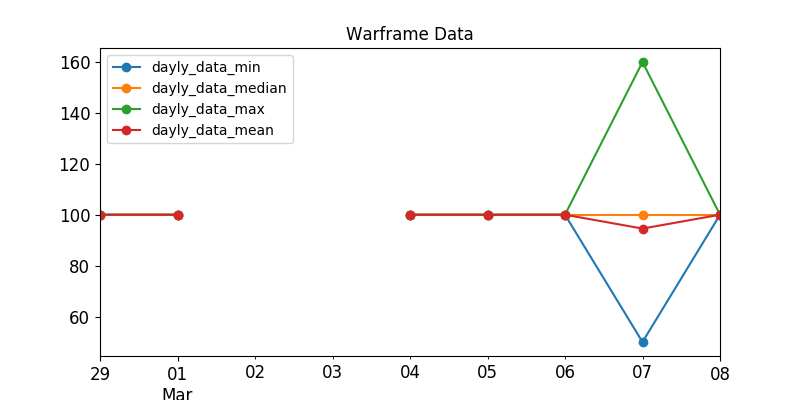 Warframe Data
dayly_data_min
dayly_data_median
dayly_data_max
dayly_data_mean
160
140
120
100
80
60
29 01 02 03 04 05 06 07 08
Mar